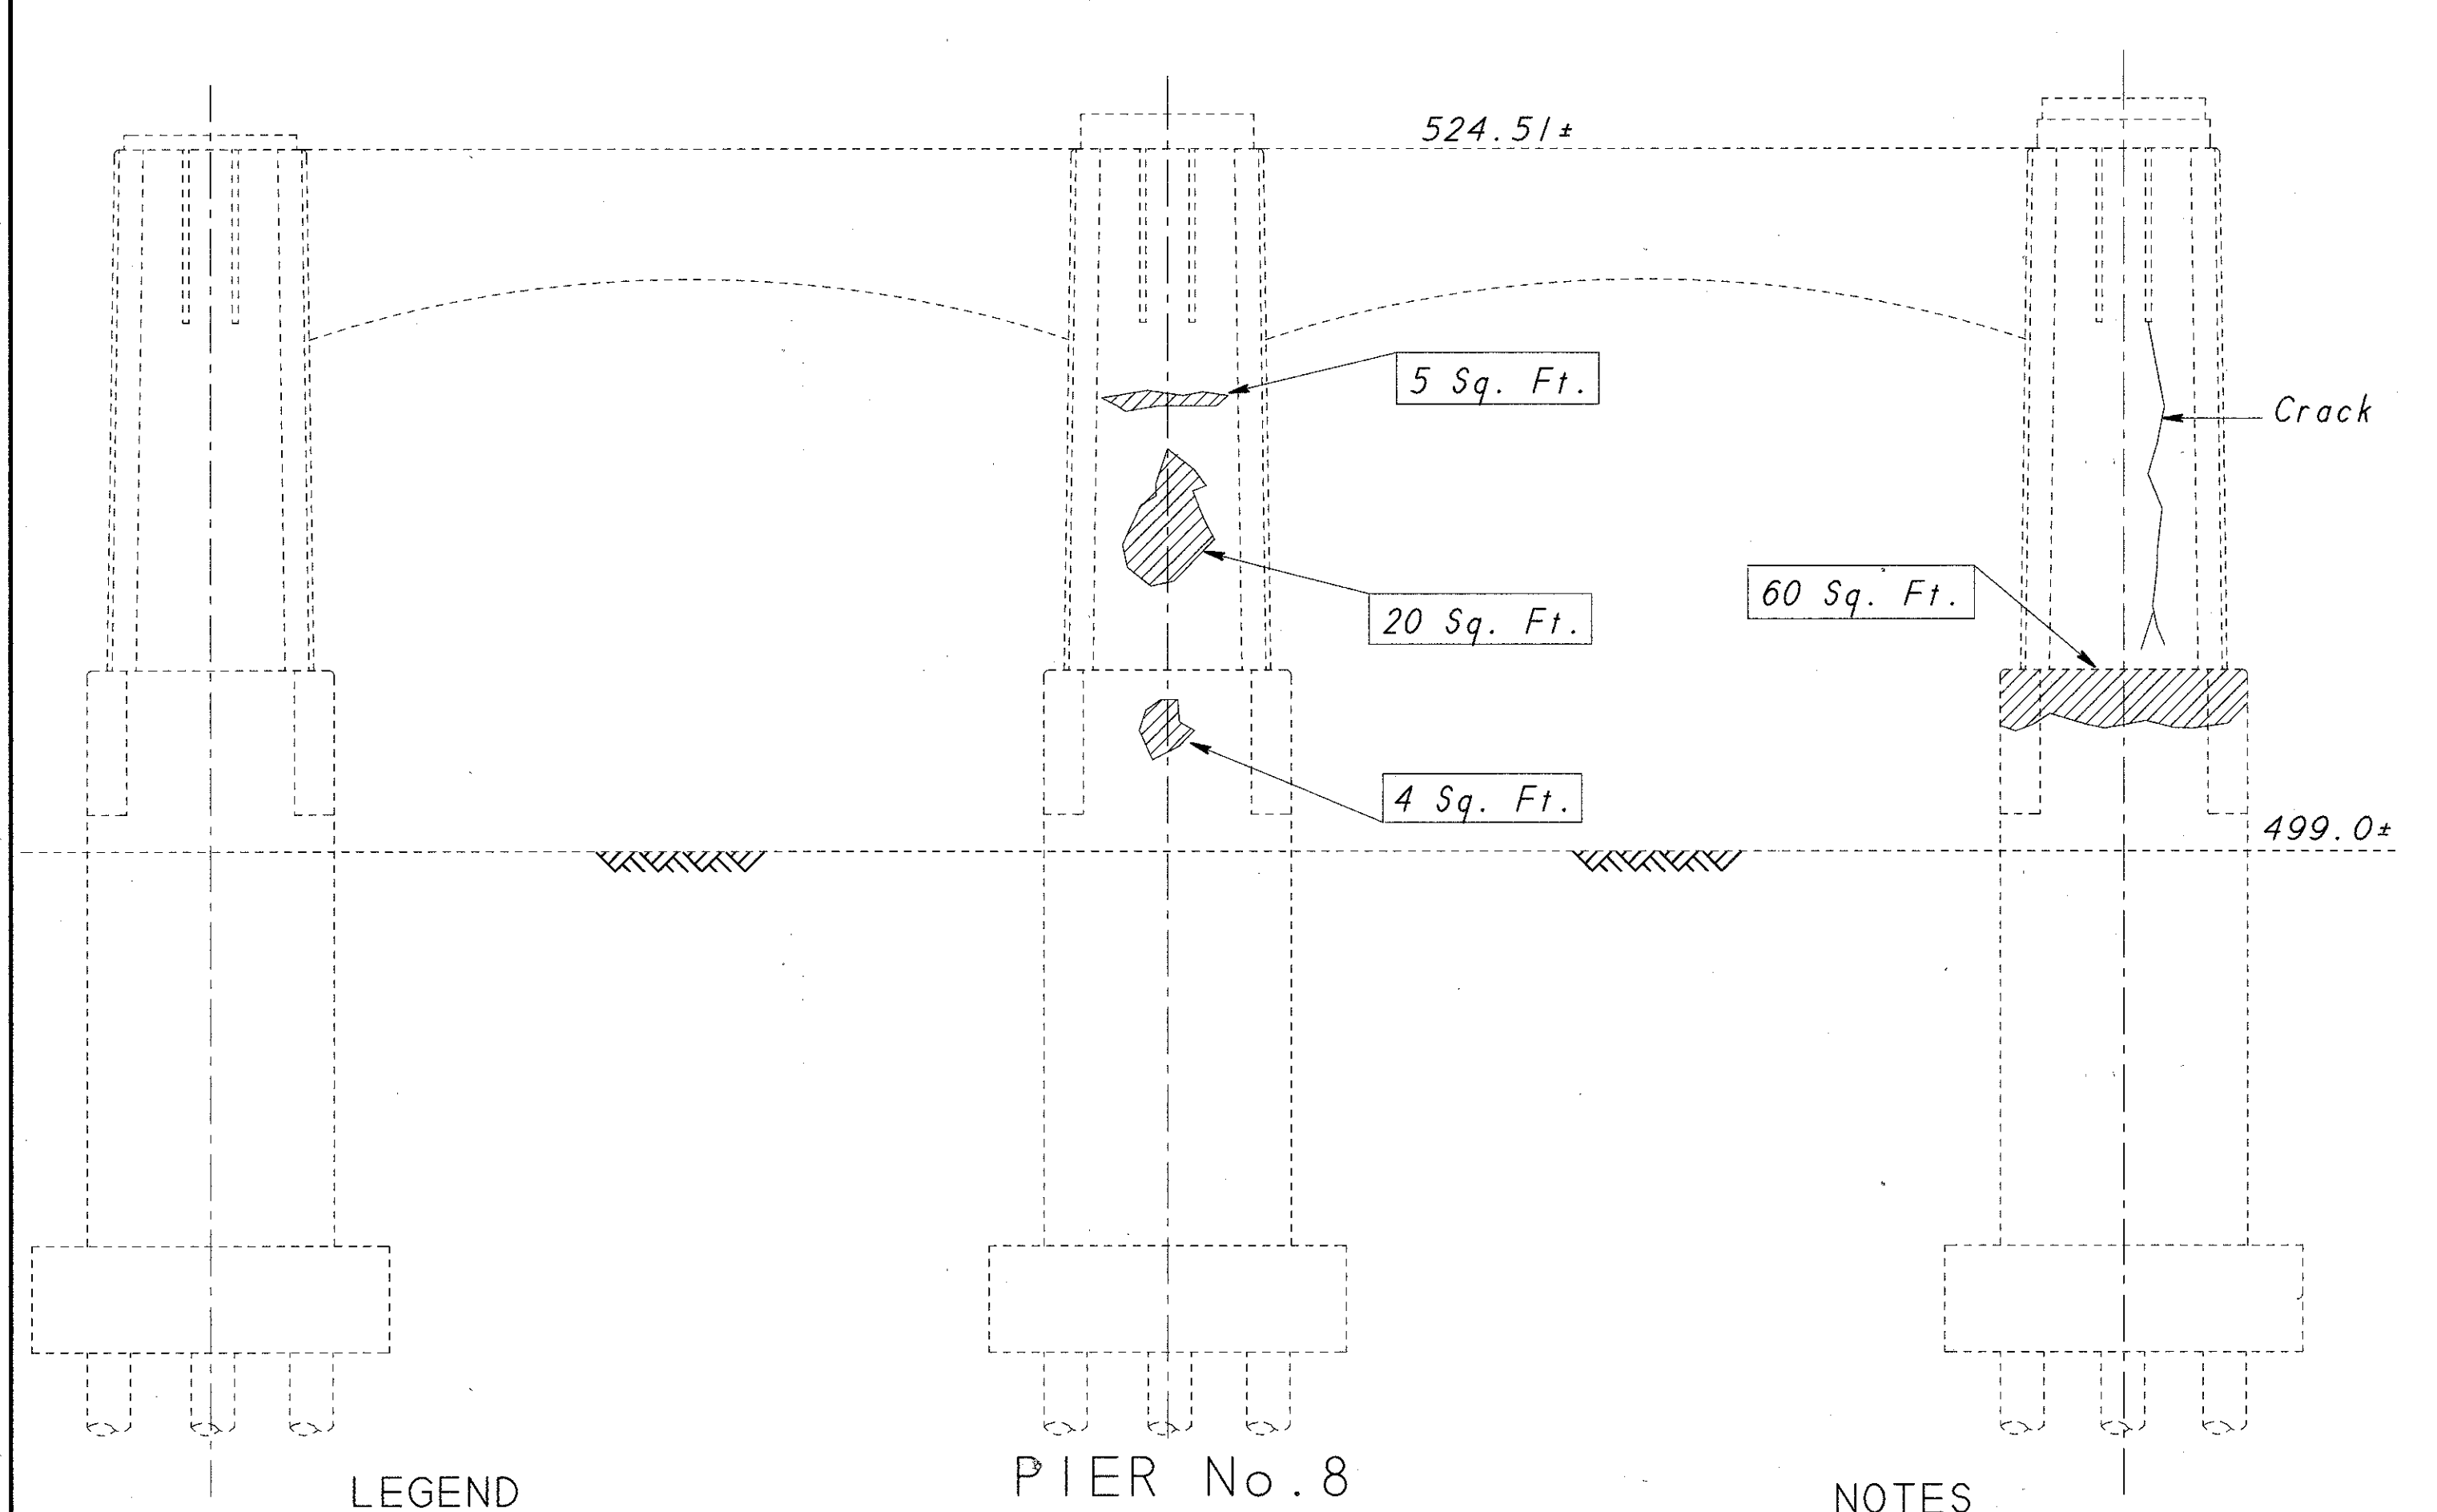 524.51±
5 Sq. Ft.
Crack
60 Sq. Ft.
20 Sq. Ft.
4 Sq. Ft.
499.0±
PIER No.8
LEGEND
NOTES